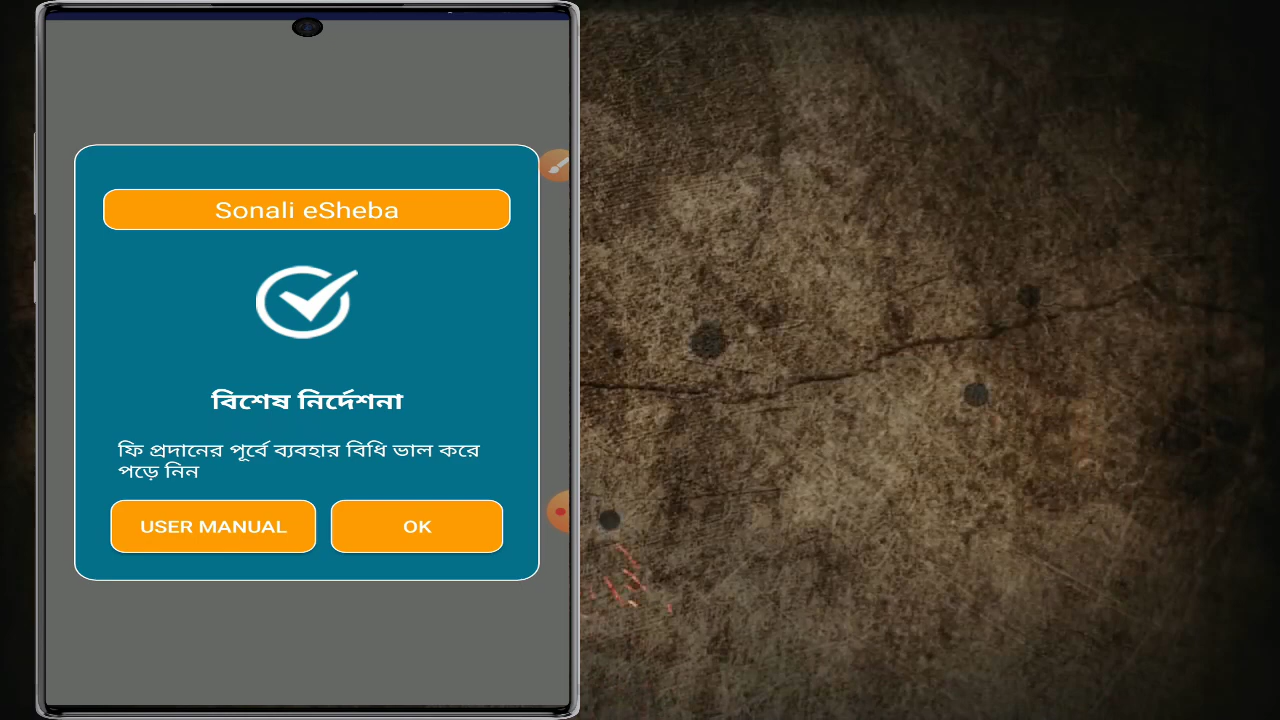 Sonali eSheba
বিশেষ নির্দেশনা
ফি প্রদানের পূর্বে ব্যবহার বিধি ভাল করে
পড়ে নিন
USER MANUAL
OK